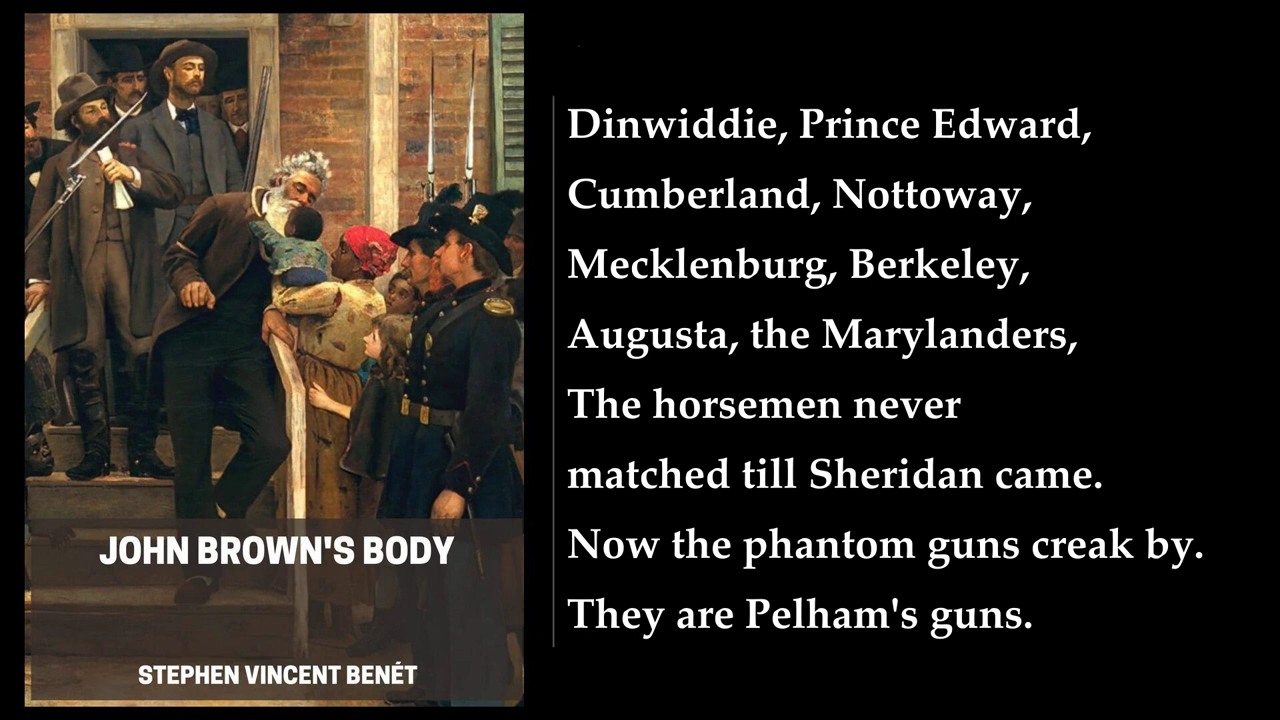 JOHN BROWN'S BODY
STEPHEN VINCENT BENÉT
Dinwiddie, Prince Edward,
Cumberland, Nottoway,
Mecklenburg, Berkeley,
Augusta, the Marylanders,
The horsemen never
matched till Sheridan came.
Now the phantom guns creak by.
They are Pelham's guns.